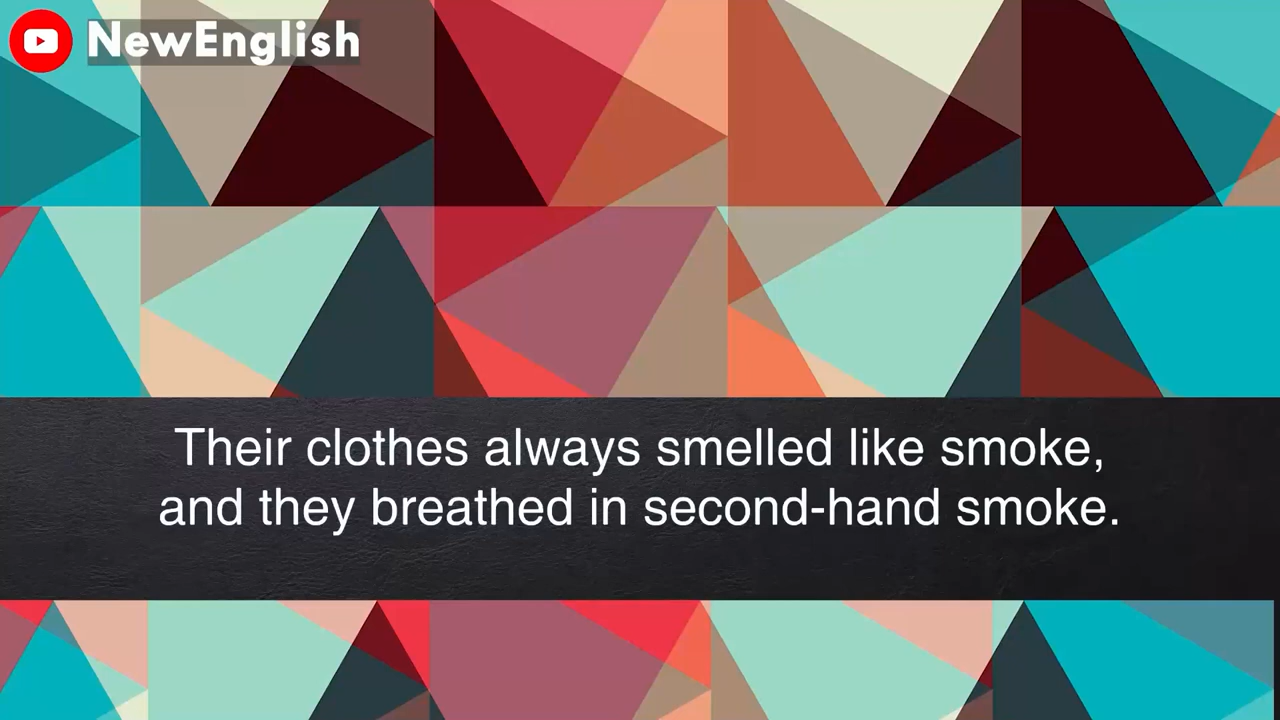 NewEnglish
Their clothes always smelled like smoke,
and they breathed in second-hand smoke.